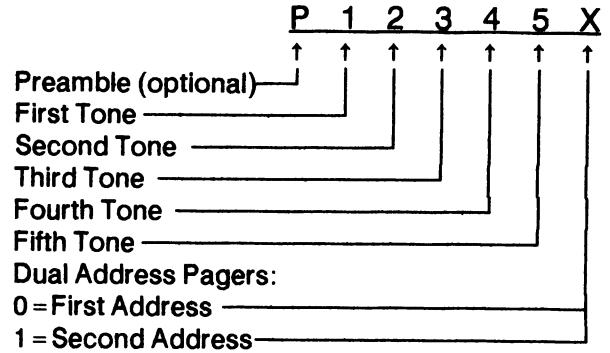 P 1 2 3 4 5 X
Preamble (optional)
First Tone
Second Tone
Third Tone
Fourth Tone
Fifth Tone
Dual Address Pagers:
0 = First Address
1 = Second Address